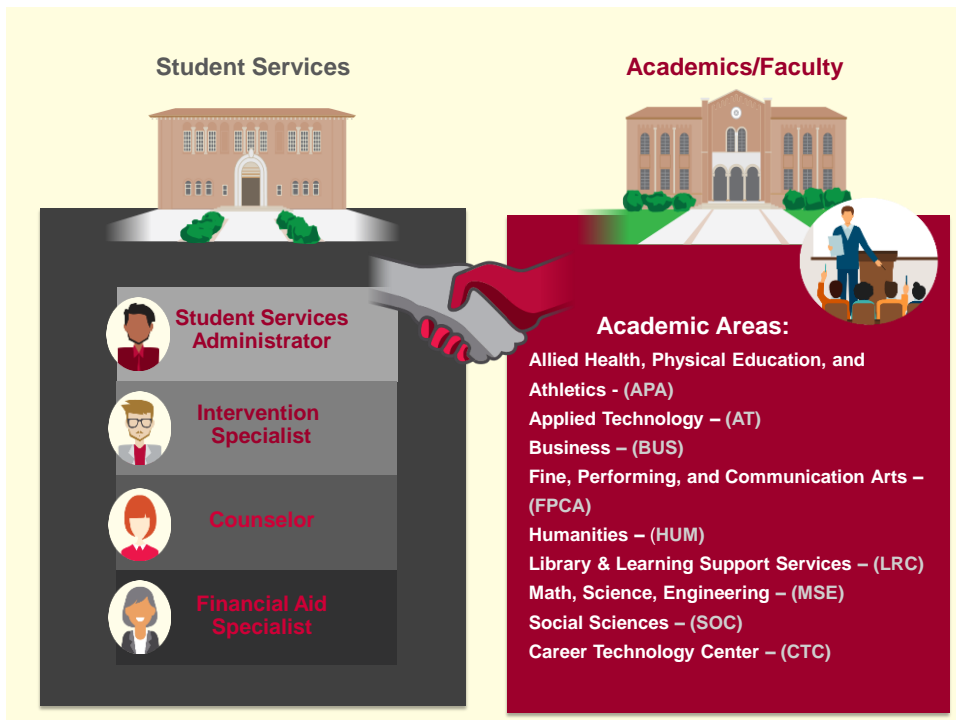 Student Services
Student Services
Administrator
Intervention
Specialist
Counselor
Financial Aid
Specialist
Academics/Faculty
Academic Areas:
Allied Health, Physical Education, and
Athletics - (APA)
Applied Technology – (AT)
Business – (BUS)
Fine, Performing, and Communication Arts –
(FPCA)
Humanities – (HUM)
Library & Learning Support Services – (LRC)
Math, Science, Engineering – (MSE)
Social Sciences – (SOC)
Career Technology Center – (CTC)